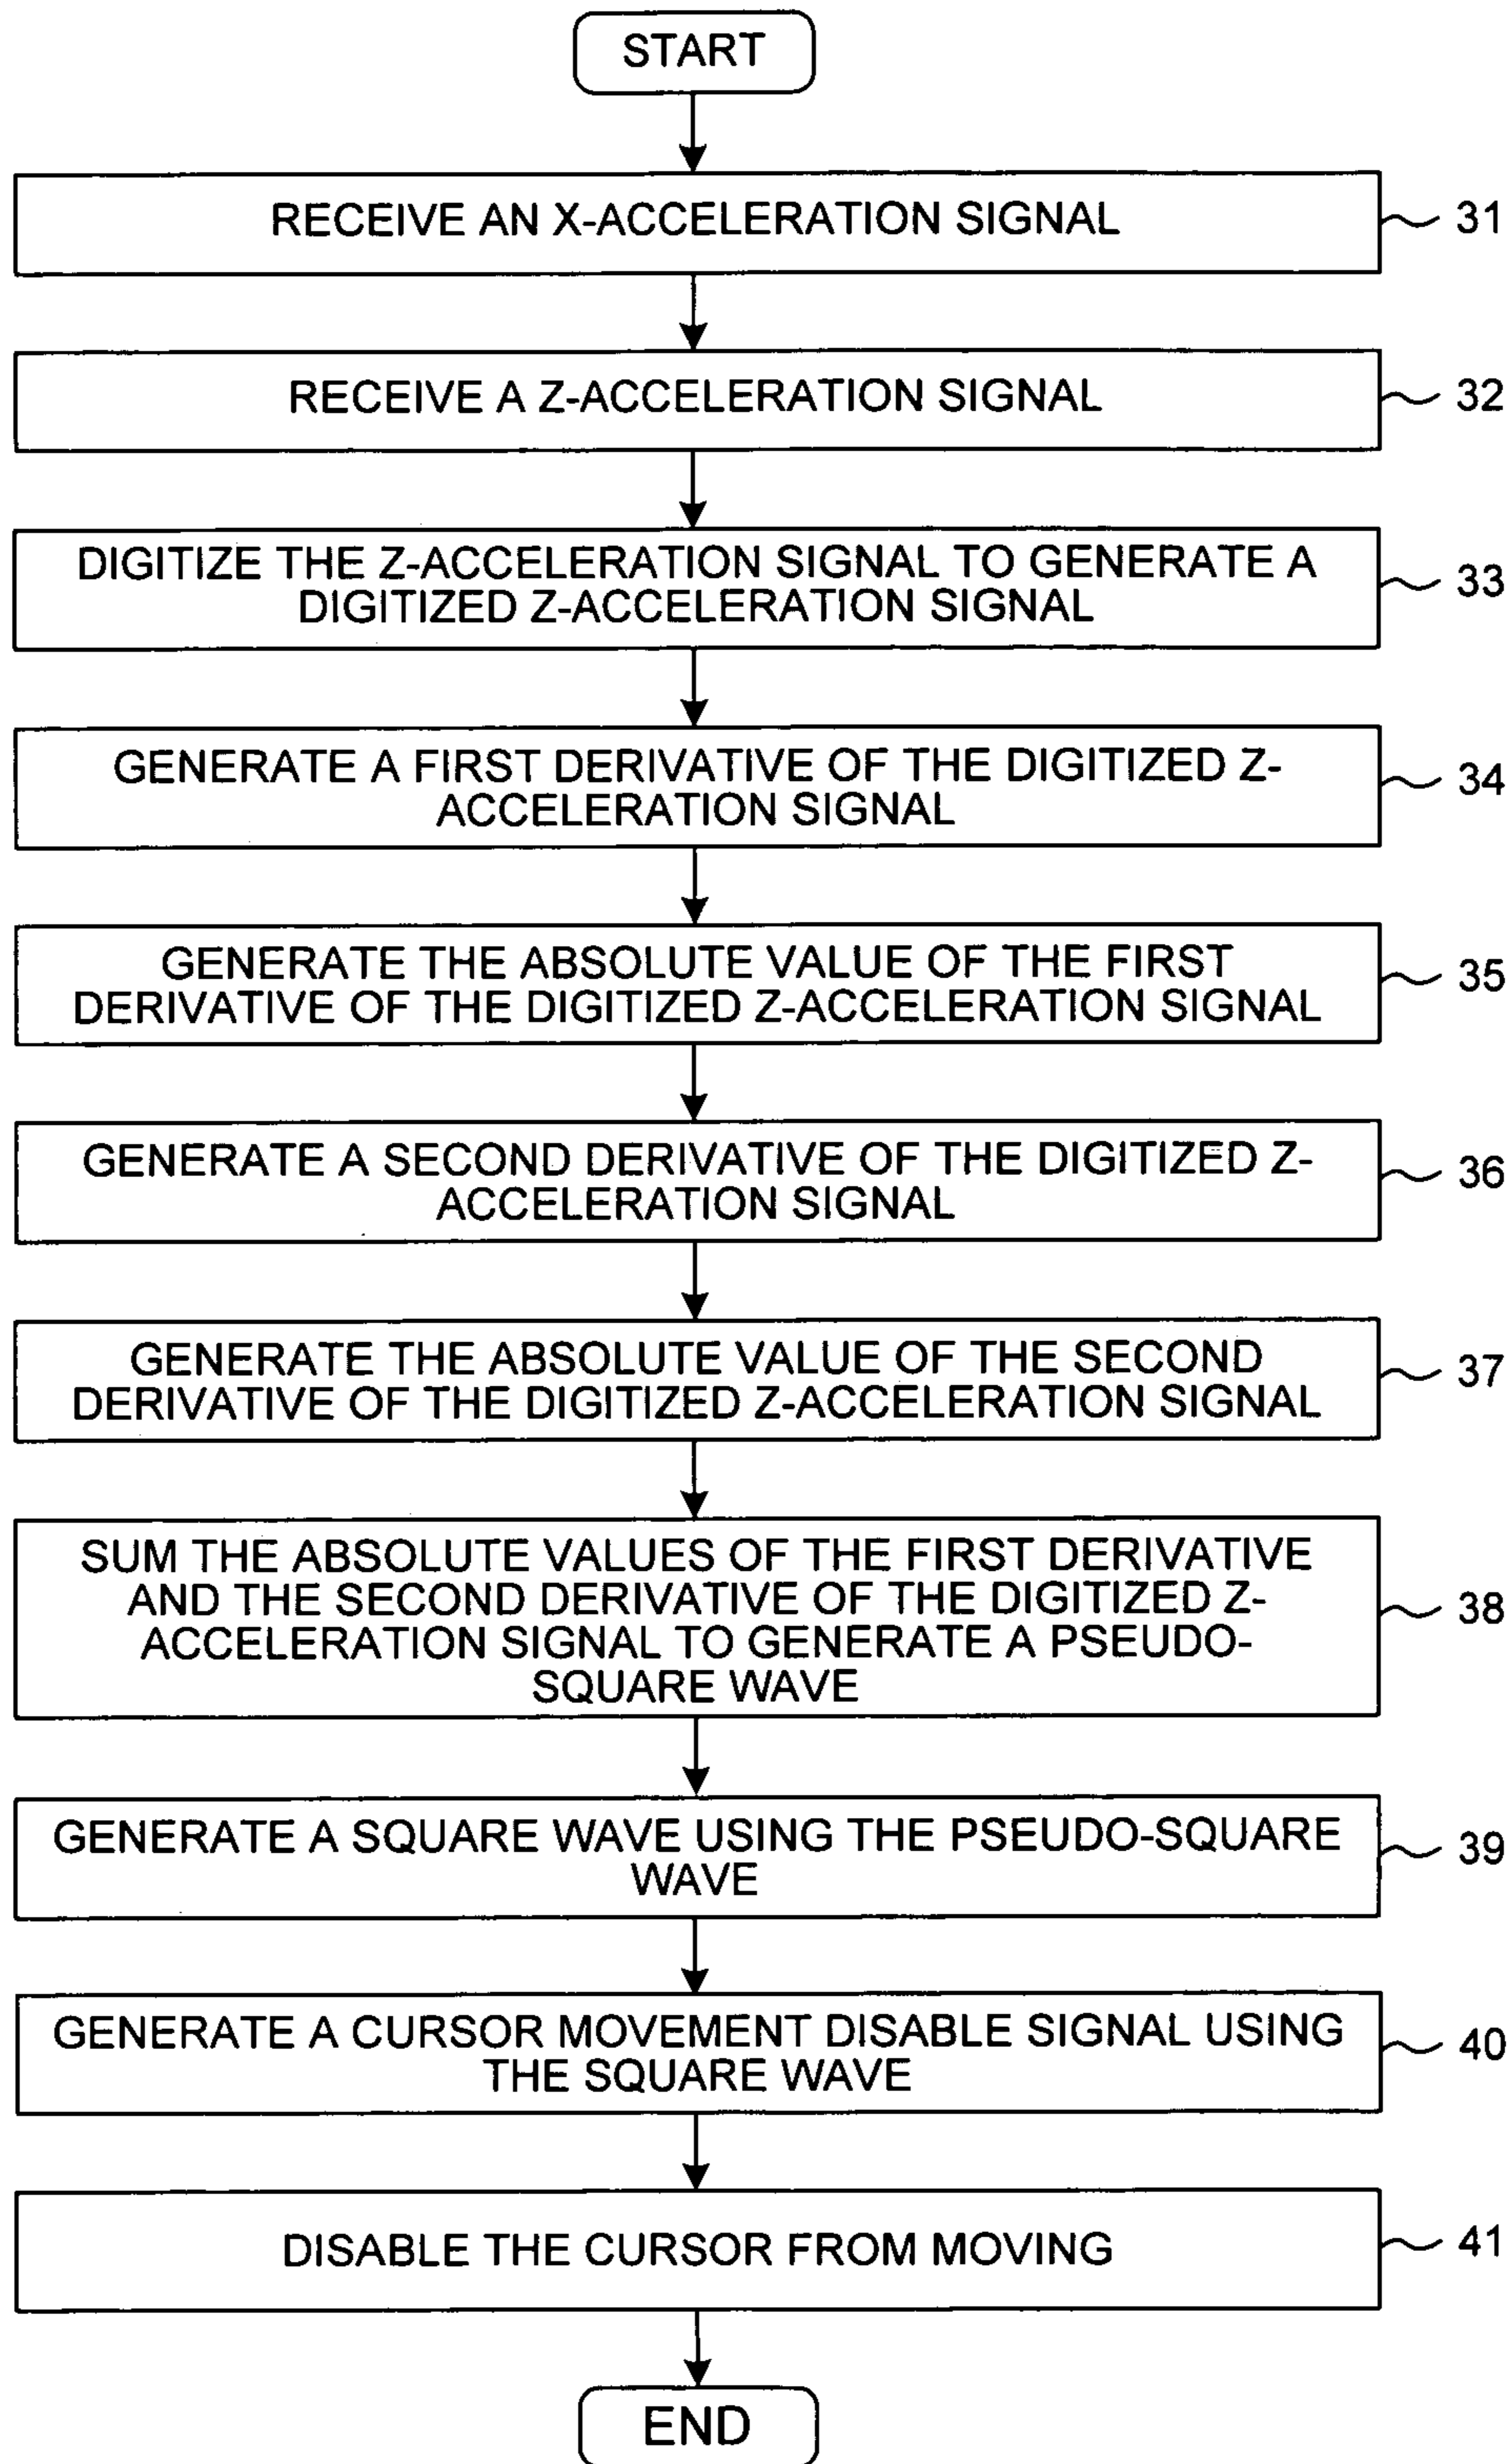 START
RECEIVE AN X-ACCELERATION SIGNAL
31
RECEIVE A Z-ACCELERATION SIGNAL
32
DIGITIZE THE Z-ACCELERATION SIGNAL TO GENERATE A
DIGITIZED Z-ACCELERATION SIGNAL
33
GENERATE A FIRST DERIVATIVE OF THE DIGITIZED Z-
ACCELERATION SIGNAL
34
GENERATE THE ABSOLUTE VALUE OF THE FIRST
DERIVATIVE OF THE DIGITIZED Z-ACCELERATION SIGNAL
35
GENERATE A SECOND DERIVATIVE OF THE DIGITIZED Z-
ACCELERATION SIGNAL
36
GENERATE THE ABSOLUTE VALUE OF THE SECOND
DERIVATIVE OF THE DIGITIZED Z-ACCELERATION SIGNAL
37
SUM THE ABSOLUTE VALUES OF THE FIRST DERIVATIVE
AND THE SECOND DERIVATIVE OF THE DIGITIZED Z-
ACCELERATION SIGNAL TO GENERATE A PSEUDO-
SQUARE WAVE
38
GENERATE A SQUARE WAVE USING THE PSEUDO-SQUARE
WAVE
39
GENERATE A CURSOR MOVEMENT DISABLE SIGNAL USING
THE SQUARE WAVE
40
DISABLE THE CURSOR FROM MOVING
41
END